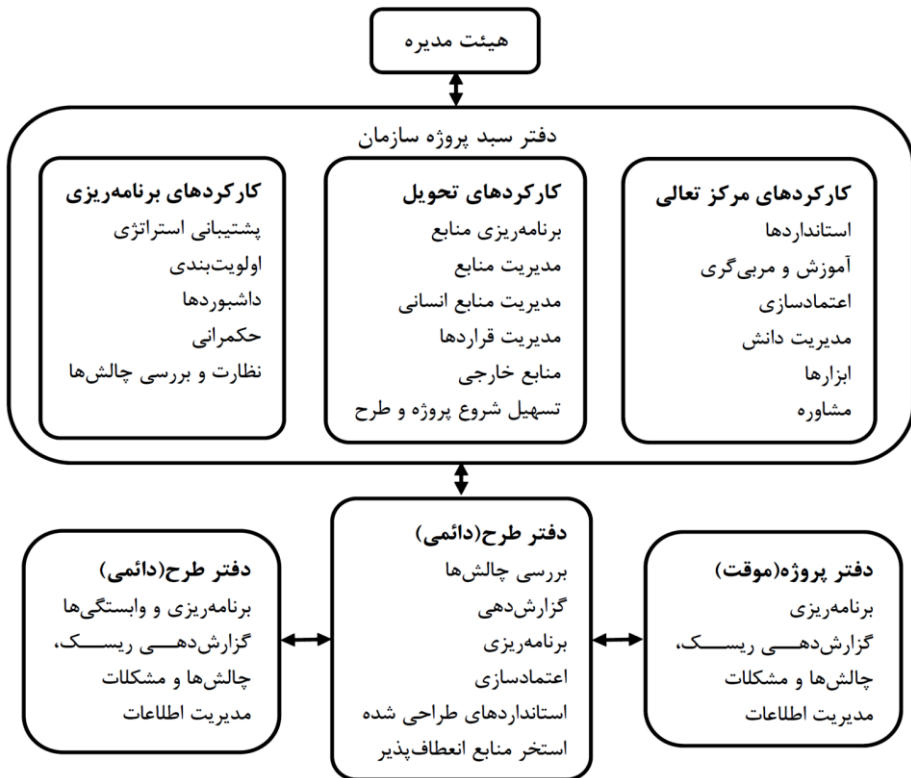 هیئت مدیره
دفتر سبد پروژه سازمان
کارکردهای مرکز تعالی
استانداردها
آموزش و مربی‌گری
اعتمادسازی
مدیریت دانش
ابزارها
مشاوره
کارکردهای تحویل
برنامه‌ریزی منابع
مدیریت منابع
مدیریت منابع انسانی
مدیریت قراردها
منابع خارجی
تسهیل شروع پروژه و طرح
کارکردهای برنامه‌ریزی
پشتیبانی استراتژی
اولویت‌بندی
داشبوردها
حکمرانی
نظارت و بررسی چالش‌ها
دفتر پروژه(موقت)
برنامه‌ریزی
گزارش‌دهی ریسک،
چالش‌ها و مشکلات
مدیریت اطلاعات
دفتر طرح(دائمی)
بررسی چالش‌ها
گزارش‌دهی
برنامه‌ریزی
اعتمادسازی
استانداردهای طراحی شده
استخر منابع انعطاف‌پذیر
دفتر طرح(دائمی)
برنامه‌ریزی و وابستگی‌ها
گزارش‌دهی ریسک،
چالش‌ها و مشکلات
مدیریت اطلاعات